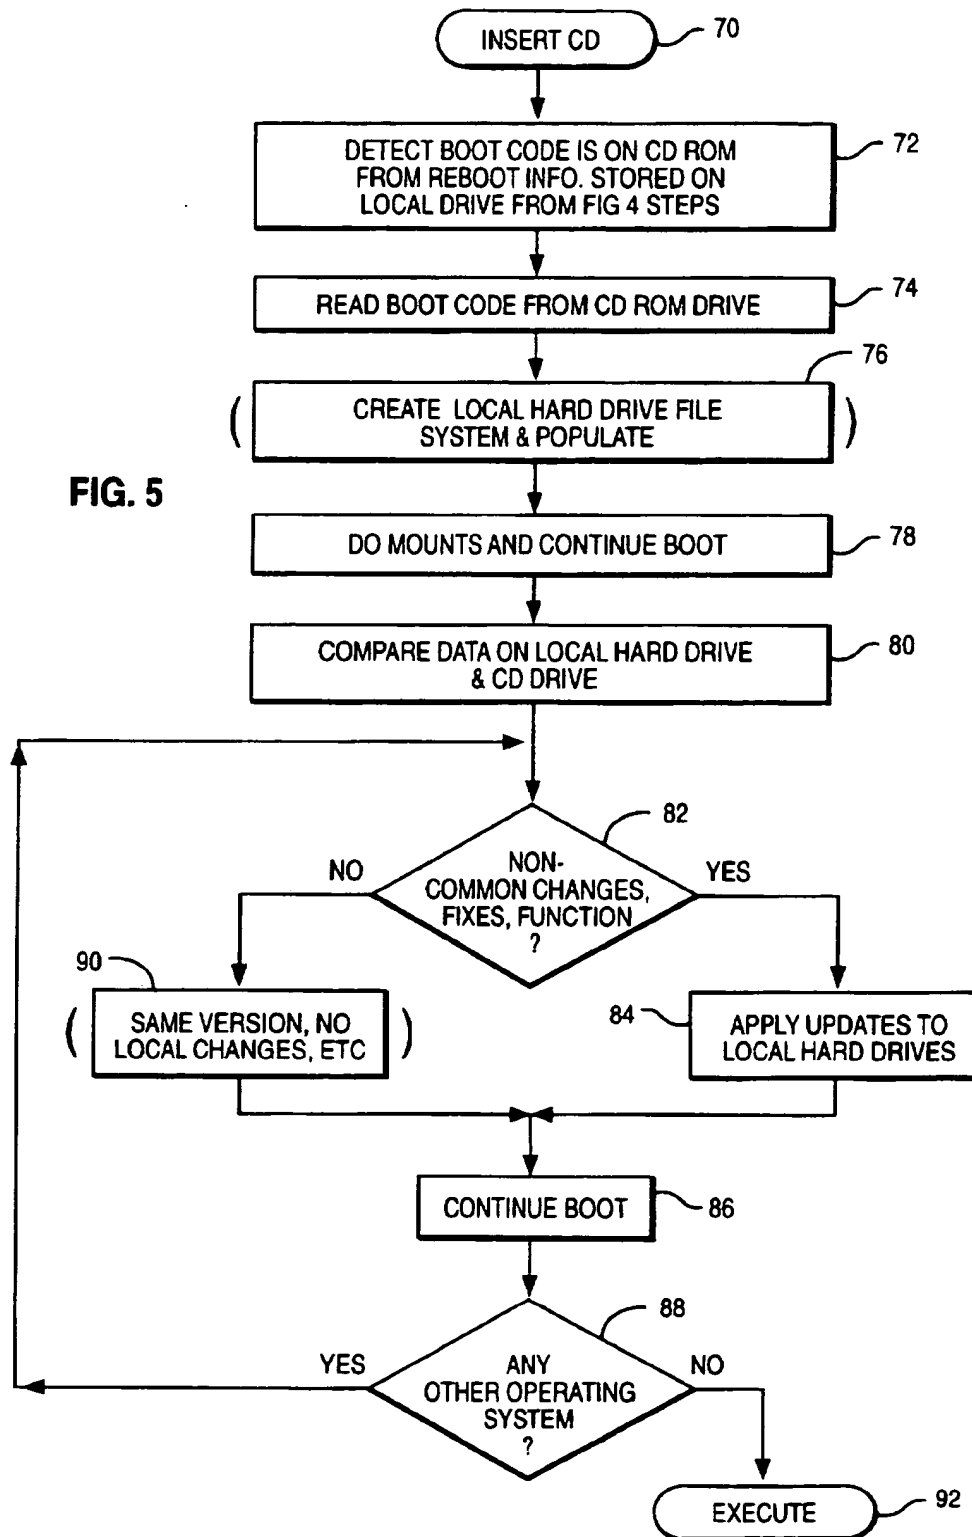 INSERT CD
70
DETECT BOOT CODE IS ON CD ROM
FROM REBOOT INFO. STORED ON
LOCAL DRIVE FROM FIG 4 STEPS
72
READ BOOT CODE FROM CD ROM DRIVE
74
76
( CREATE LOCAL HARD DRIVE FILE
SYSTEM & POPULATE )
FIG. 5
DO MOUNTS AND CONTINUE BOOT
78
COMPARE DATA ON LOCAL HARD DRIVE
& CD DRIVE
80
82
NO
NON-
COMMON CHANGES,
FIXES, FUNCTION
?
YES
90
( SAME VERSION, NO
LOCAL CHANGES, ETC )
84
APPLY UPDATES TO
LOCAL HARD DRIVES
CONTINUE BOOT
86
88
YES
ANY
OTHER OPERATING
SYSTEM
?
NO
EXECUTE
92